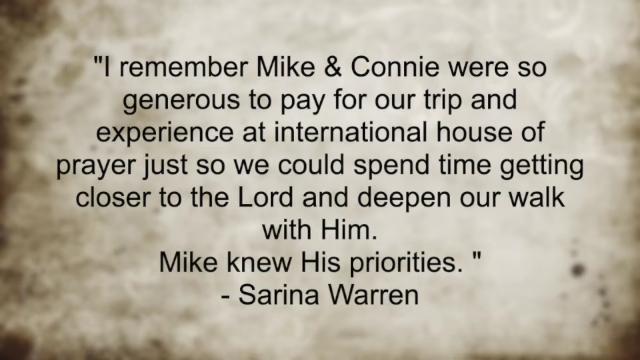 "I remember Mike & Connie were so
generous to pay for our trip and
experience at international house of
prayer just so we could spend time getting
closer to the Lord and deepen our walk
with Him.
Mike knew His priorities. "
- Sarina Warren